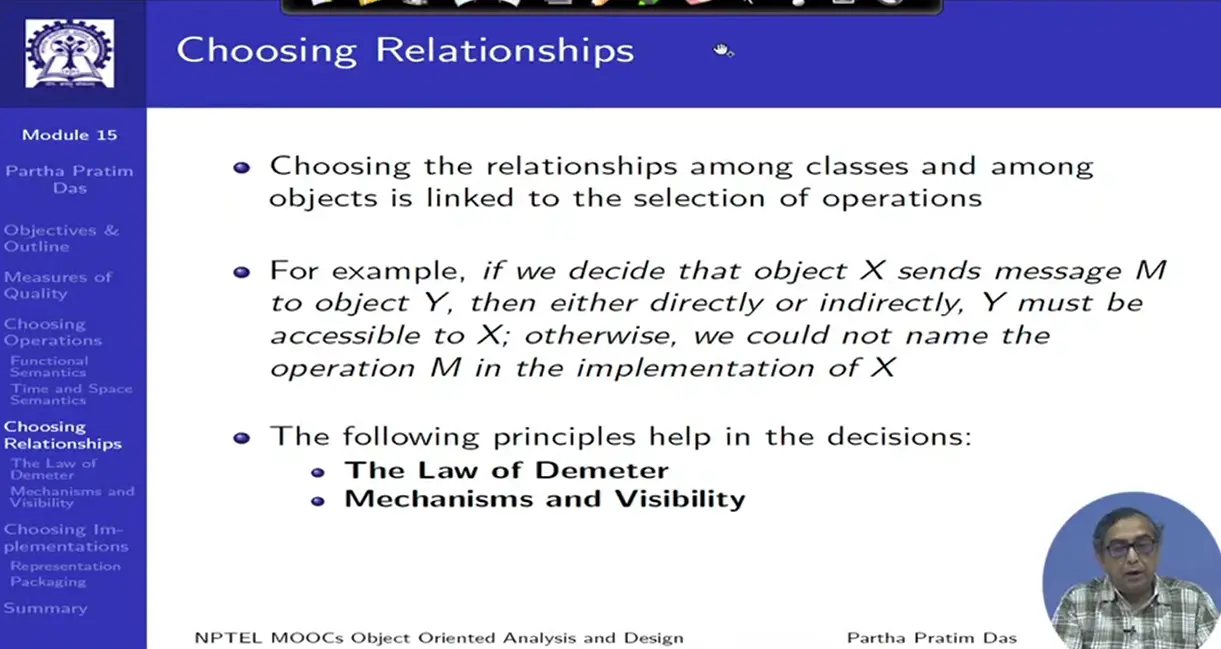 Choosing Relationships
Module 15
Partha Pratim
Das
Objectives &
Outline
Measures of
Quality
Choosing
Operations
Functional
Semantics
Time and Space
Semantics
Choosing
Relationships
The Law of
Demeter
Mechanisms and
Visibility
Choosing Im-
plementations
Representation
Packaging
Summary
Choosing the relationships among classes and among
objects is linked to the selection of operations
For example, if we decide that object X sends message M
to object Y, then either directly or indirectly, Y must be
accessible to X; otherwise, we could not name the
operation M in the implementation of X
The following principles help in the decisions:
The Law of Demeter
Mechanisms and Visibility
NPTEL MOOCs Object Oriented Analysis and Design
Partha Pratim Das